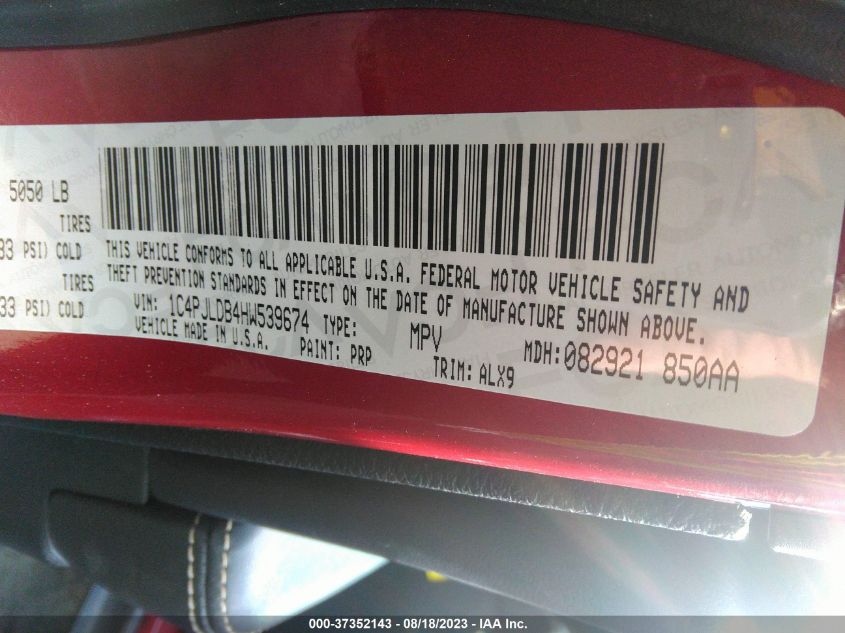 5050 LB
TIRES
33 PSI) COLD
TIRES
33 PSI) COLD
THIS VEHICLE CONFORMS TO ALL APPLICABLE U.S.A. FEDERAL MOTOR VEHICLE SAFETY AND
THEFT PREVENTION STANDARDS IN EFFECT ON THE DATE OF MANUFACTURE SHOWN ABOVE.
VIN: 1C4PJLDB4HW539674 TYPE: MPV MDH: 082921 850AA
VEHICLE MADE IN U.S.A. PAINT: PRP TRIM: ALX9
000-37352143 - 08/18/2023 - IAA Inc.